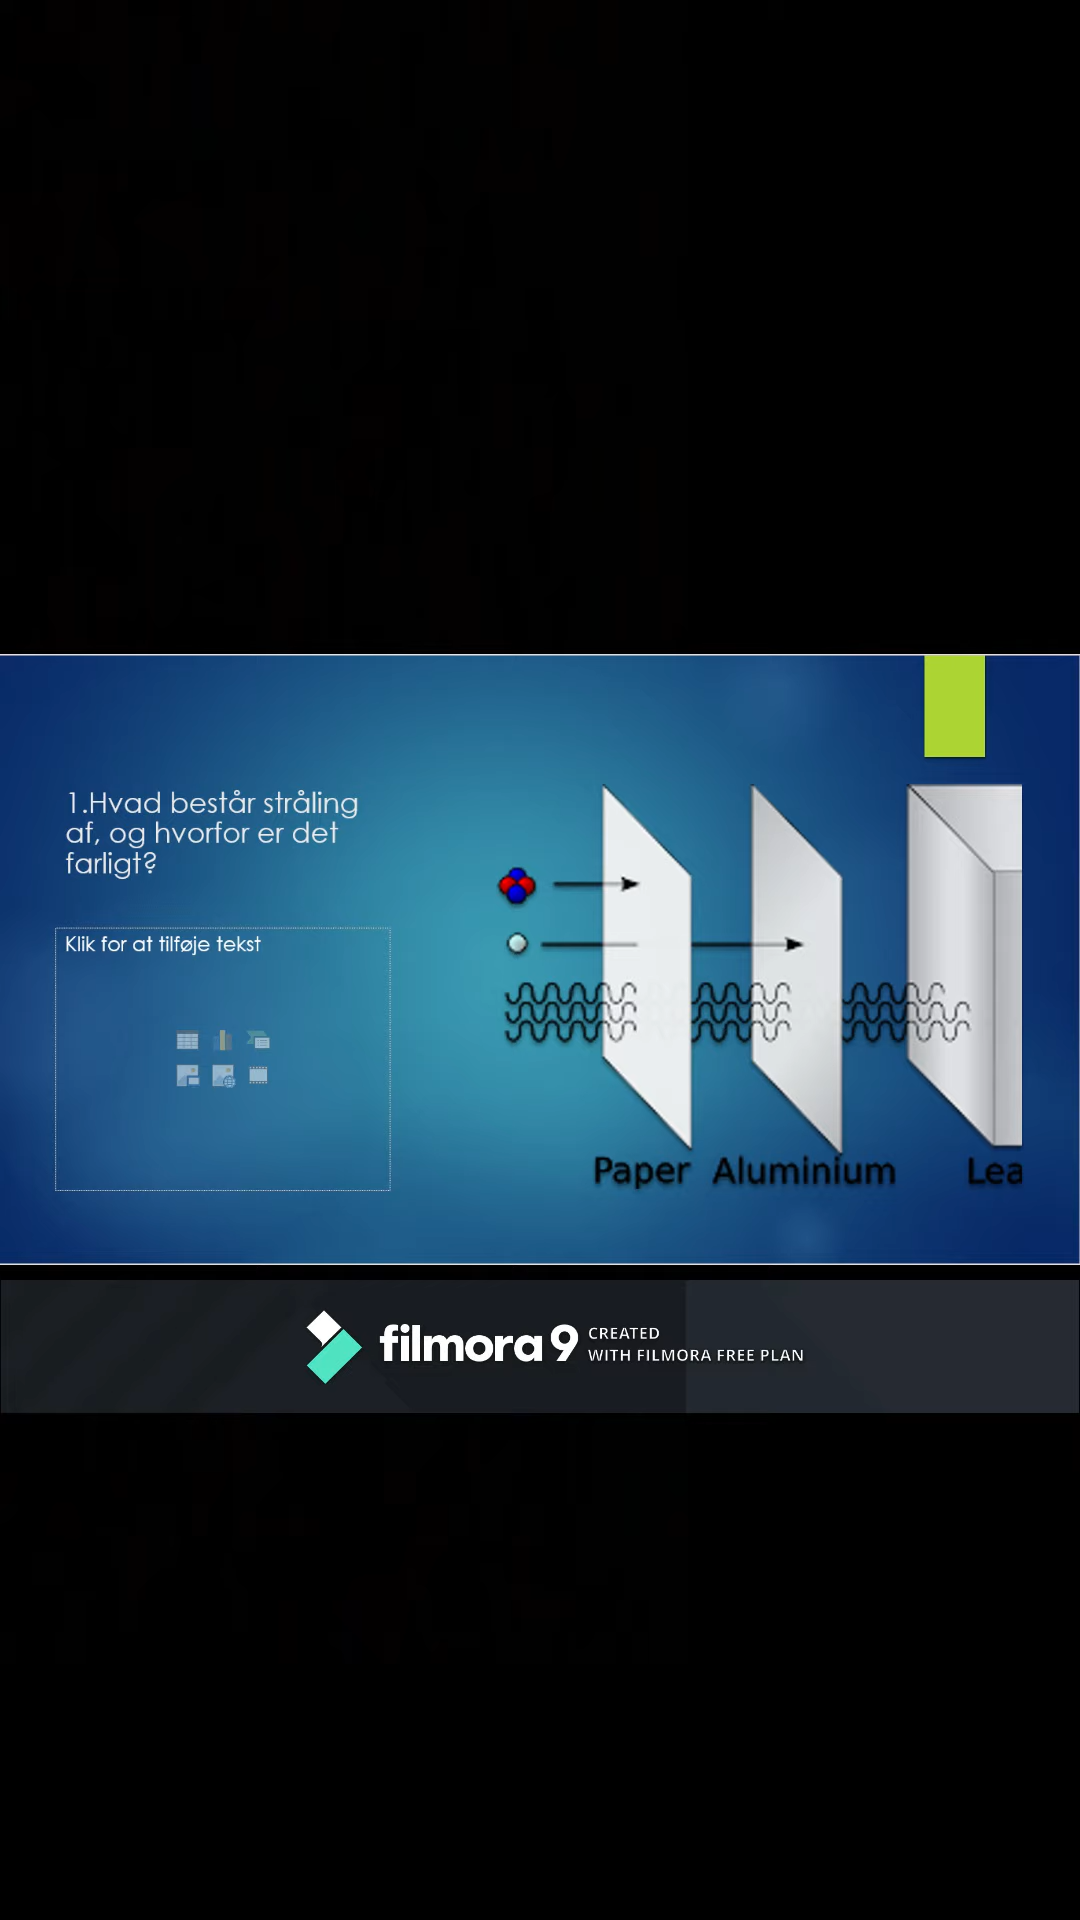 1.Hvad består stråling
af, og hvorfor er det
farligt?
Klik for at tilføje tekst
Paper Aluminium Lea
filmora 9 CREATED
WITH FILMORA FREE PLAN